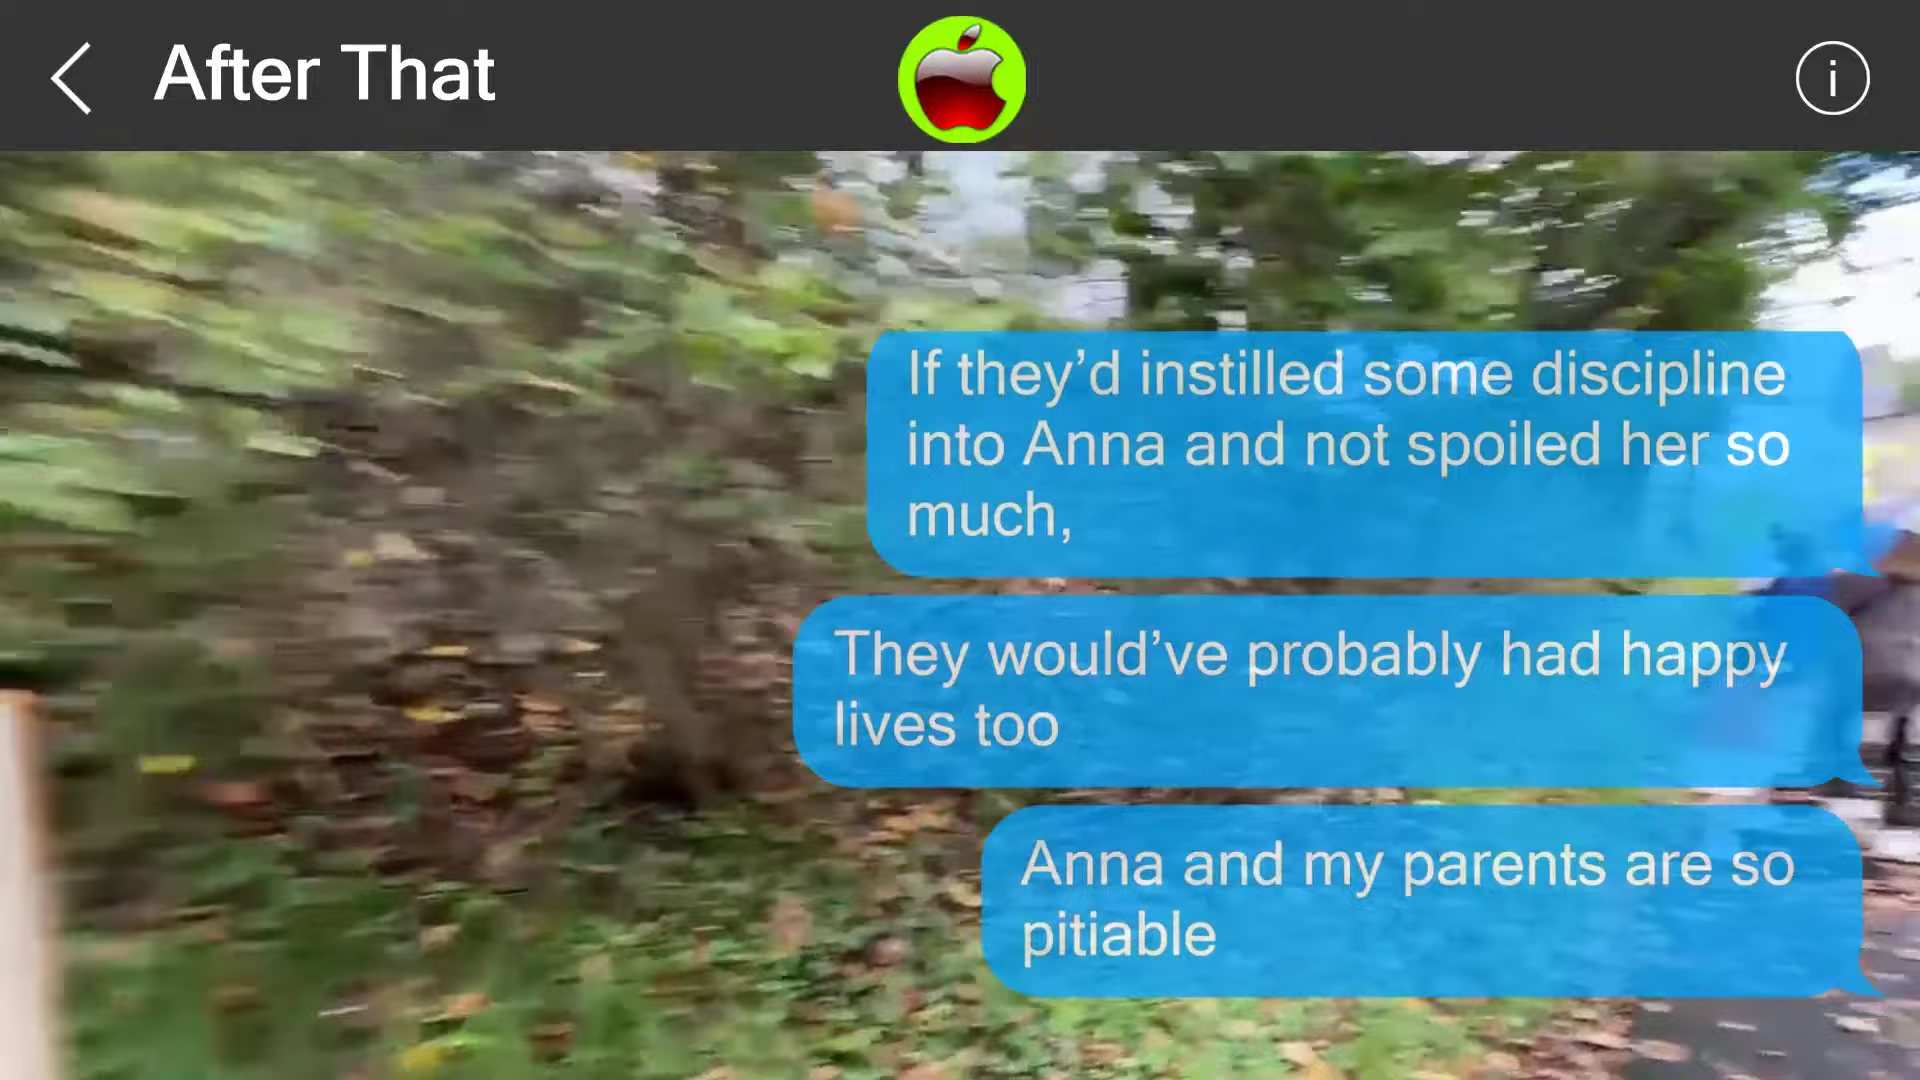 After That
i
If they’d instilled some discipline
into Anna and not spoiled her so
much,
They would’ve probably had happy
lives too
Anna and my parents are so
pitiable